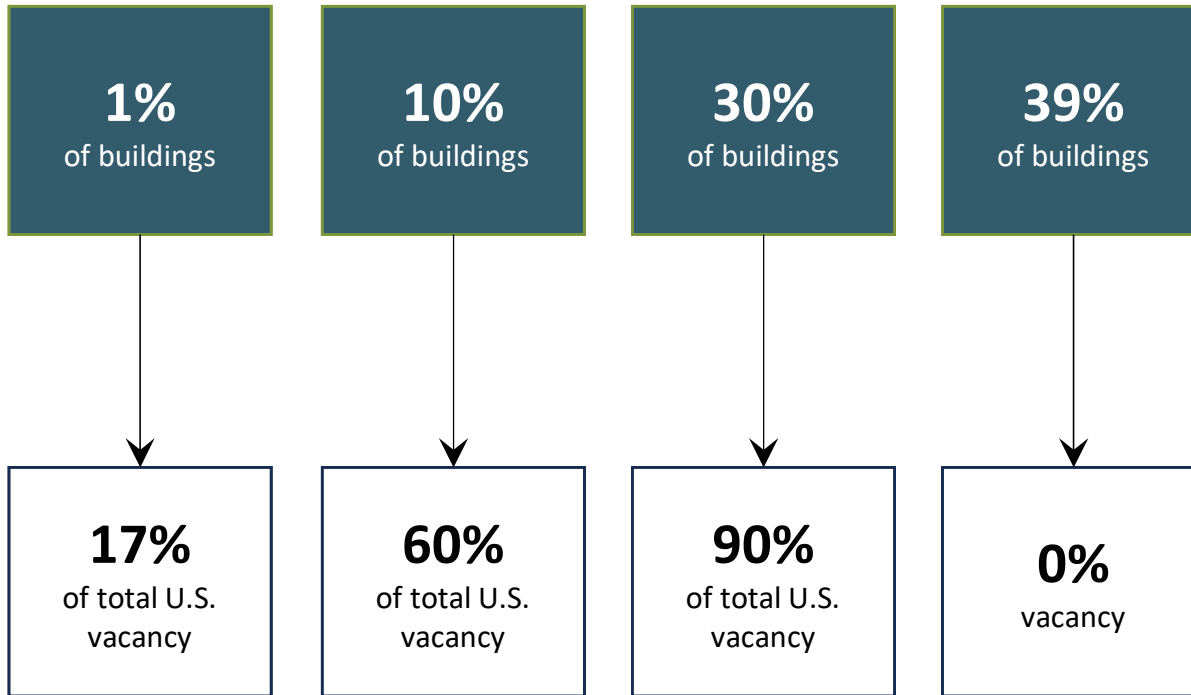 1%
of buildings
10%
of buildings
30%
of buildings
39%
of buildings
17%
of total U.S.
vacancy
60%
of total U.S.
vacancy
90%
of total U.S.
vacancy
0%
vacancy